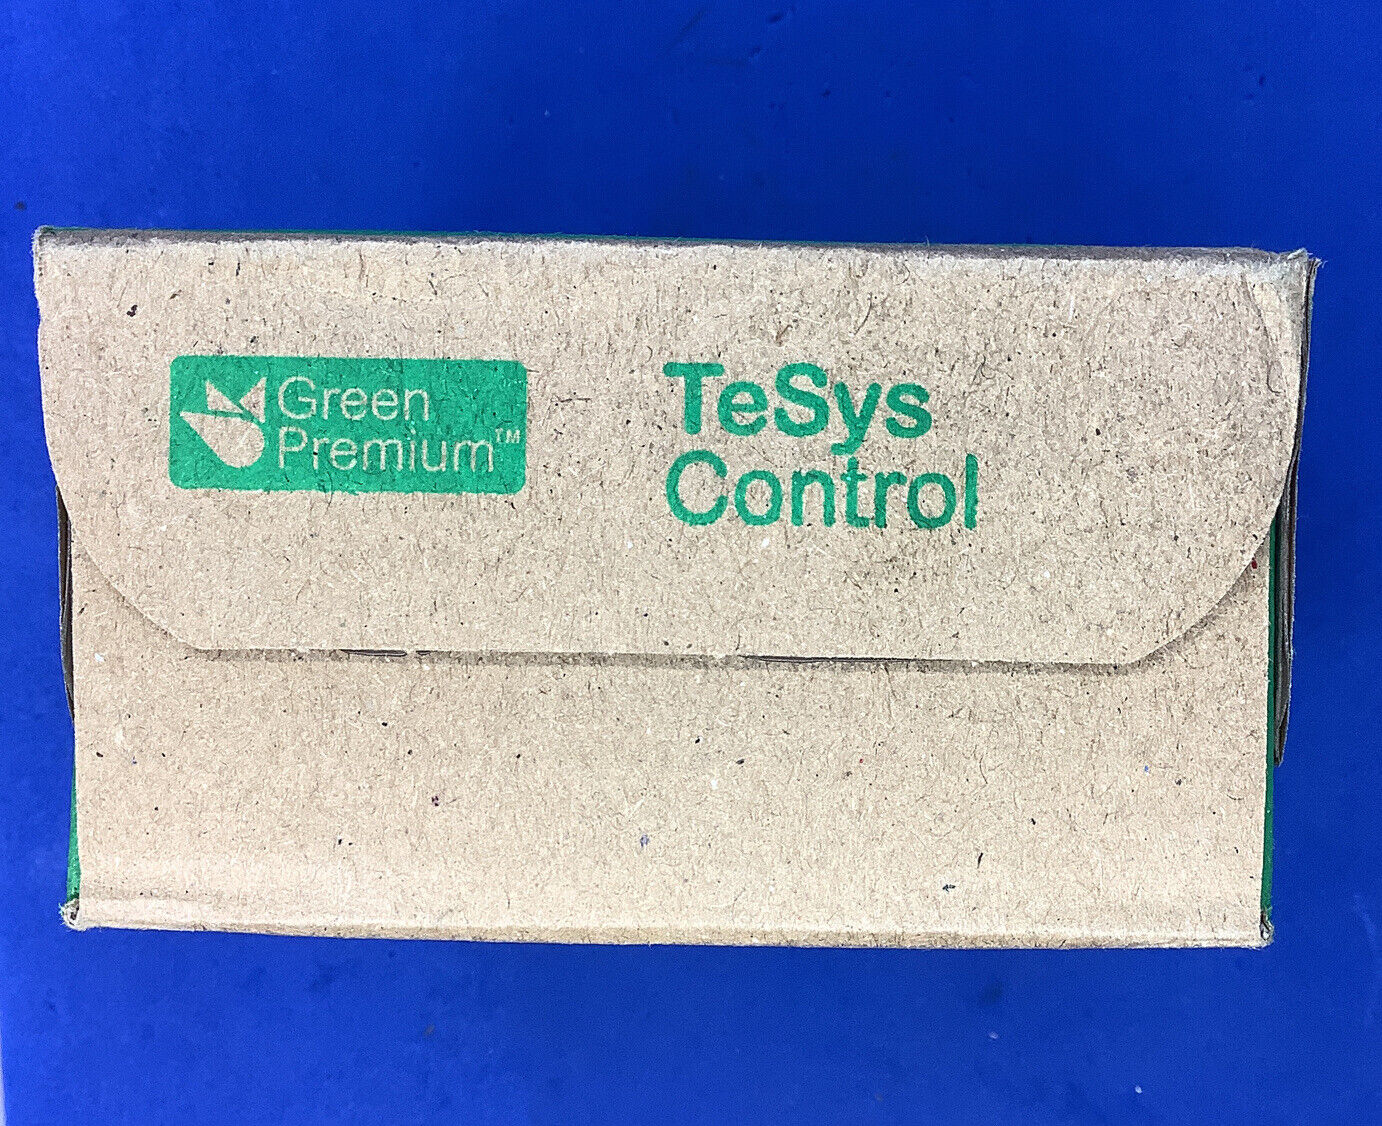 Green
Premium™
TeSys
Control